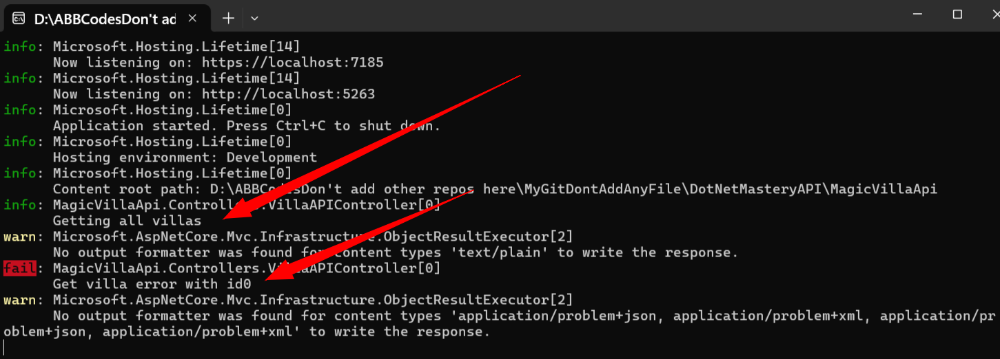 D:\ABBCodesDon't ad
info: Microsoft.Hosting.Lifetime[14]
Now listening on: https://localhost:7185
info: Microsoft.Hosting.Lifetime[14]
Now listening on: http://localhost:5263
info: Microsoft.Hosting.Lifetime[0]
Application started. Press Ctrl+C to shut down.
info: Microsoft.Hosting.Lifetime[0]
Hosting environment: Development
info: Microsoft.Hosting.Lifetime[0]
Content root path: D:\ABBCodesDon't add other repos here\MyGitDontAddAnyFile\DotNetMasteryAPI\MagicVillaApi
info: MagicVillaApi.Controllers.VillaAPIController[0]
Getting all villas
warn: Microsoft.AspNetCore.Mvc.Infrastructure.ObjectResultExecutor[2]
No output formatter was found for content types 'text/plain' to write the response.
fail: MagicVillaApi.Controllers.VillaAPIController[0]
Get villa error with id0
warn: Microsoft.AspNetCore.Mvc.Infrastructure.ObjectResultExecutor[2]
No output formatter was found for content types 'application/problem+json, application/problem+xml, application/pr
oblem+json, application/problem+xml' to write the response.